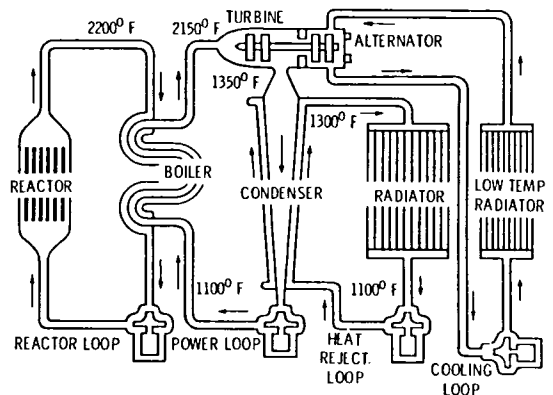 TURBINE
2200° F
2150° F
ALTERNATOR
1350° F
1300° F
REACTOR
BOILER
CONDENSER
RADIATOR
LOW TEMP
RADIATOR
1100° F
1100° F
REACTOR LOOP
POWER LOOP
HEAT
REJECT.
LOOP
COOLING
LOOP